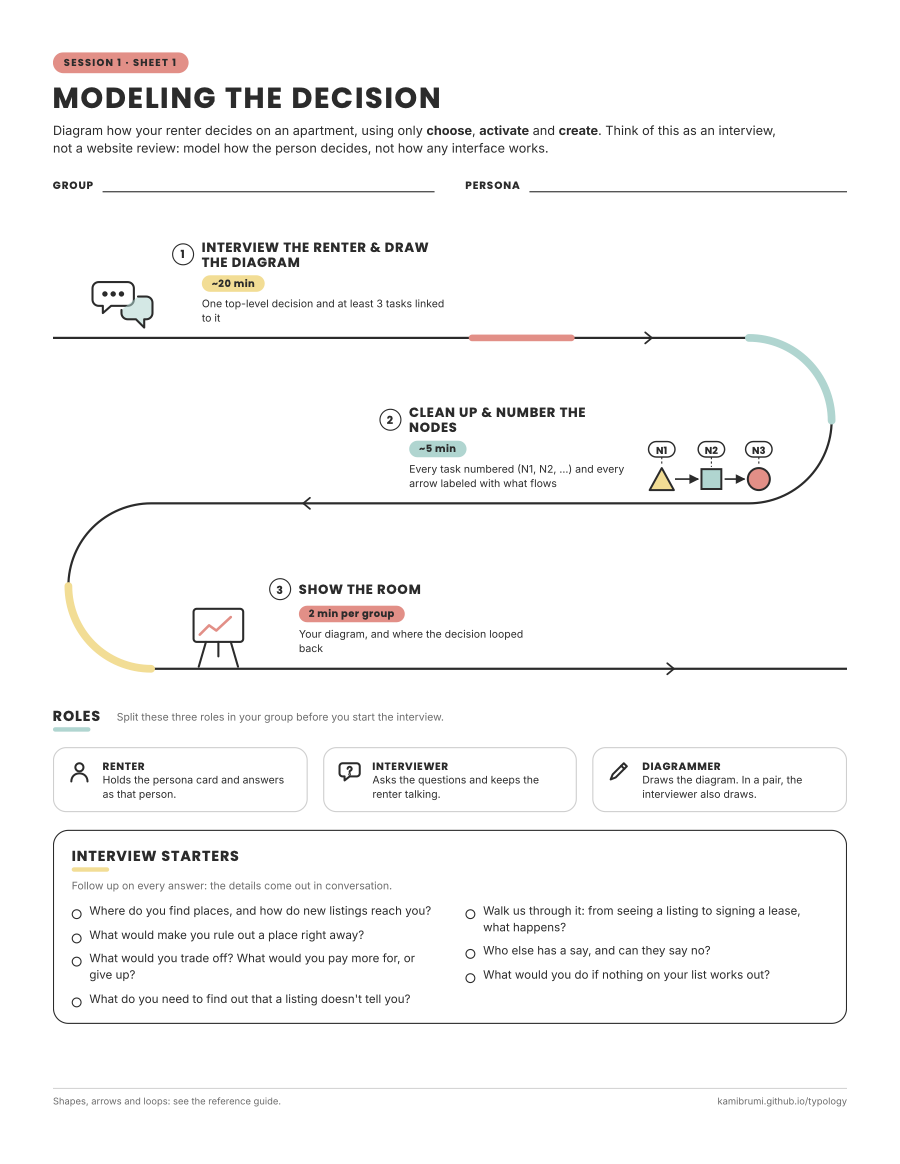 SESSION 1 · SHEET 1
MODELING THE DECISION
Diagram how your renter decides on an apartment, using only choose, activate and create. Think of this as an interview,
not a website review: model how the person decides, not how any interface works.
GROUP
PERSONA
1
INTERVIEW THE RENTER & DRAW
THE DIAGRAM
~20 min
One top-level decision and at least 3 tasks linked
to it
2
CLEAN UP & NUMBER THE
NODES
~5 min
Every task numbered (N1, N2, ...) and every
arrow labeled with what flows
N1
N2
N3
3
SHOW THE ROOM
2 min per group
Your diagram, and where the decision looped
back
ROLES
Split these three roles in your group before you start the interview.
RENTER
Holds the persona card and answers
as that person.
?
INTERVIEWER
Asks the questions and keeps the
renter talking.
DIAGRAMMER
Draws the diagram. In a pair, the
interviewer also draws.
INTERVIEW STARTERS
Follow up on every answer: the details come out in conversation.
Where do you find places, and how do new listings reach you?
What would make you rule out a place right away?
What would you trade off? What would you pay more for, or
give up?
What do you need to find out that a listing doesn't tell you?
Walk us through it: from seeing a listing to signing a lease,
what happens?
Who else has a say, and can they say no?
What would you do if nothing on your list works out?
Shapes, arrows and loops: see the reference guide.
kamibrumi.github.io/typology